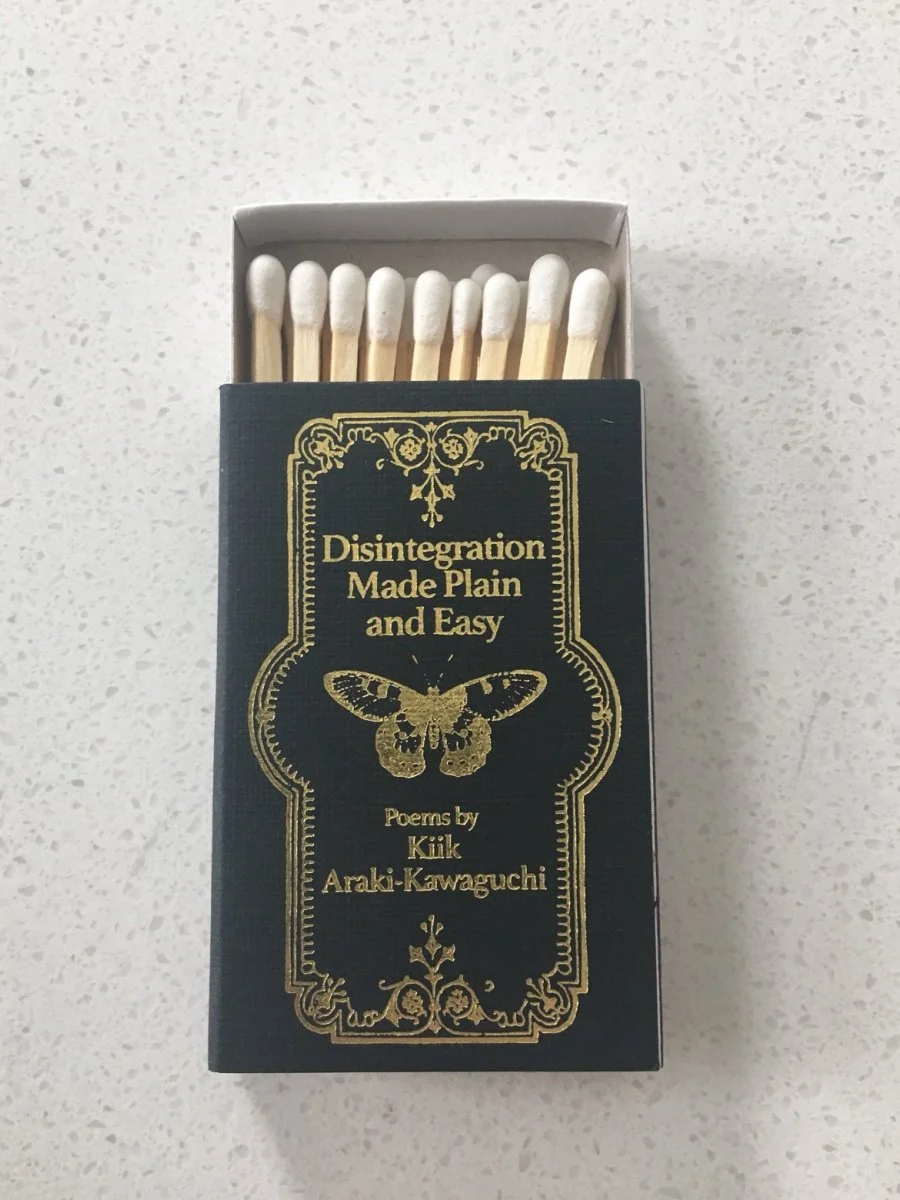 Disintegration
Made Plain
and Easy
Poems by
Kiik
Araki-Kawaguchi